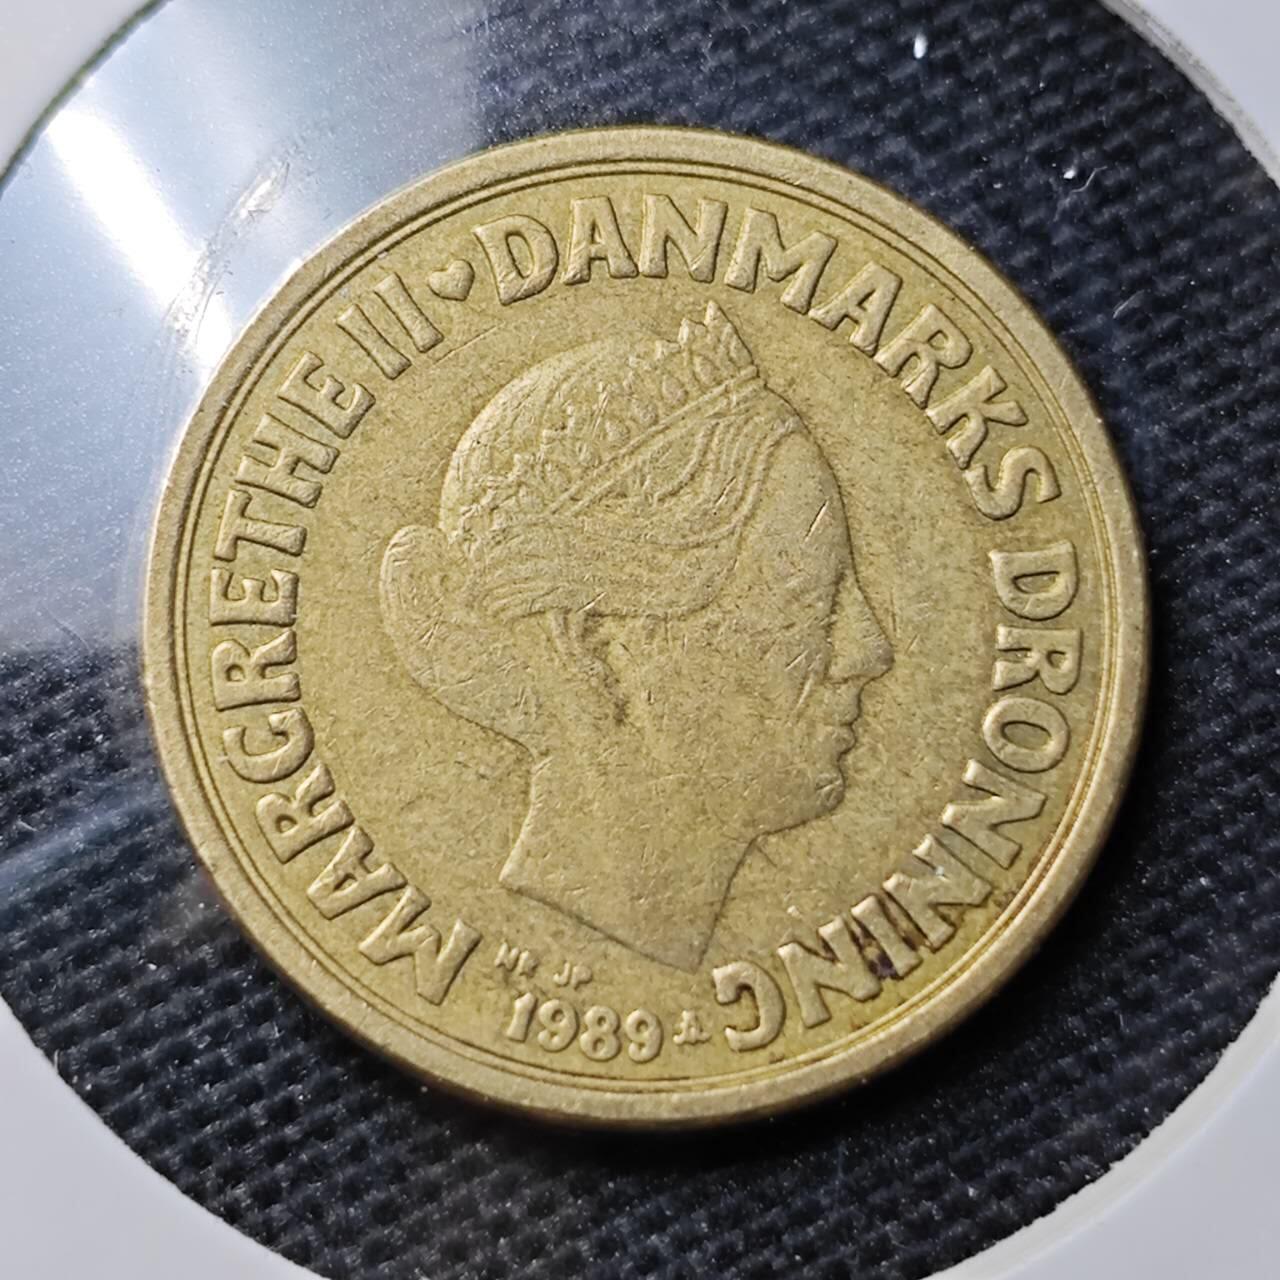 MARGRETHE II ♥ DANMARKS DRONNING
NR JP
1989